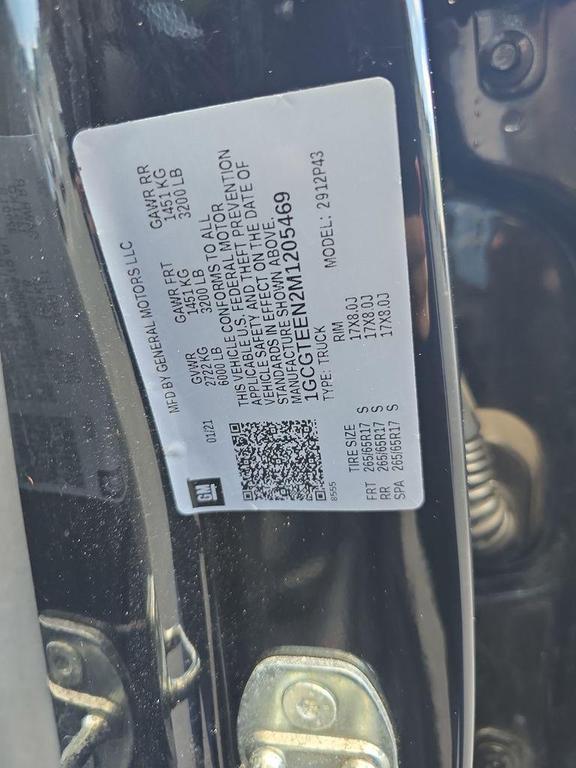 MFD BY GENERAL MOTORS LLC
01/21
GVWR GAWR FRT GAWR RR
2722 KG 1451 KG 1451 KG
6000 LB 3200 LB 3200 LB
THIS VEHICLE CONFORMS TO ALL
APPLICABLE U.S. FEDERAL MOTOR
VEHICLE SAFETY AND THEFT PREVENTION
STANDARDS IN EFFECT ON THE DATE OF
MANUFACTURE SHOWN ABOVE.
1GCGTEEN2M1205469
TYPE: TRUCK MODEL: 2912P43
GM
8555
TIRE SIZE RIM
FRT 265/65R17 S 17X8.0J
RR 265/65R17 S 17X8.0J
SPA 265/65R17 S 17X8.0J